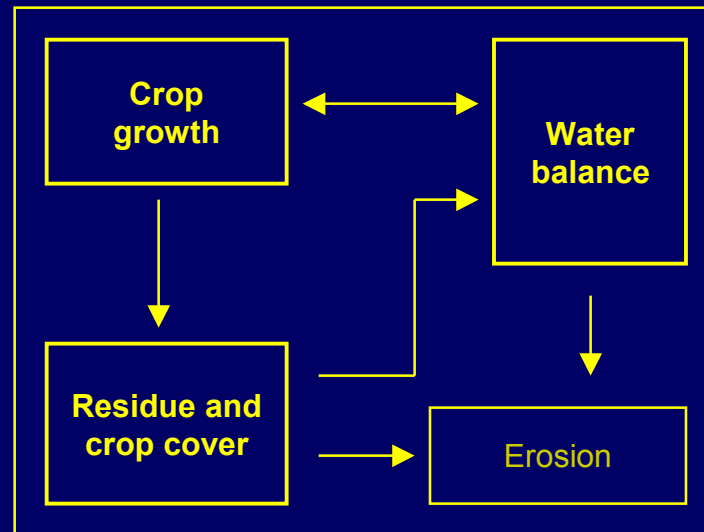 Crop
growth
Water
balance
Residue and
crop cover
Erosion